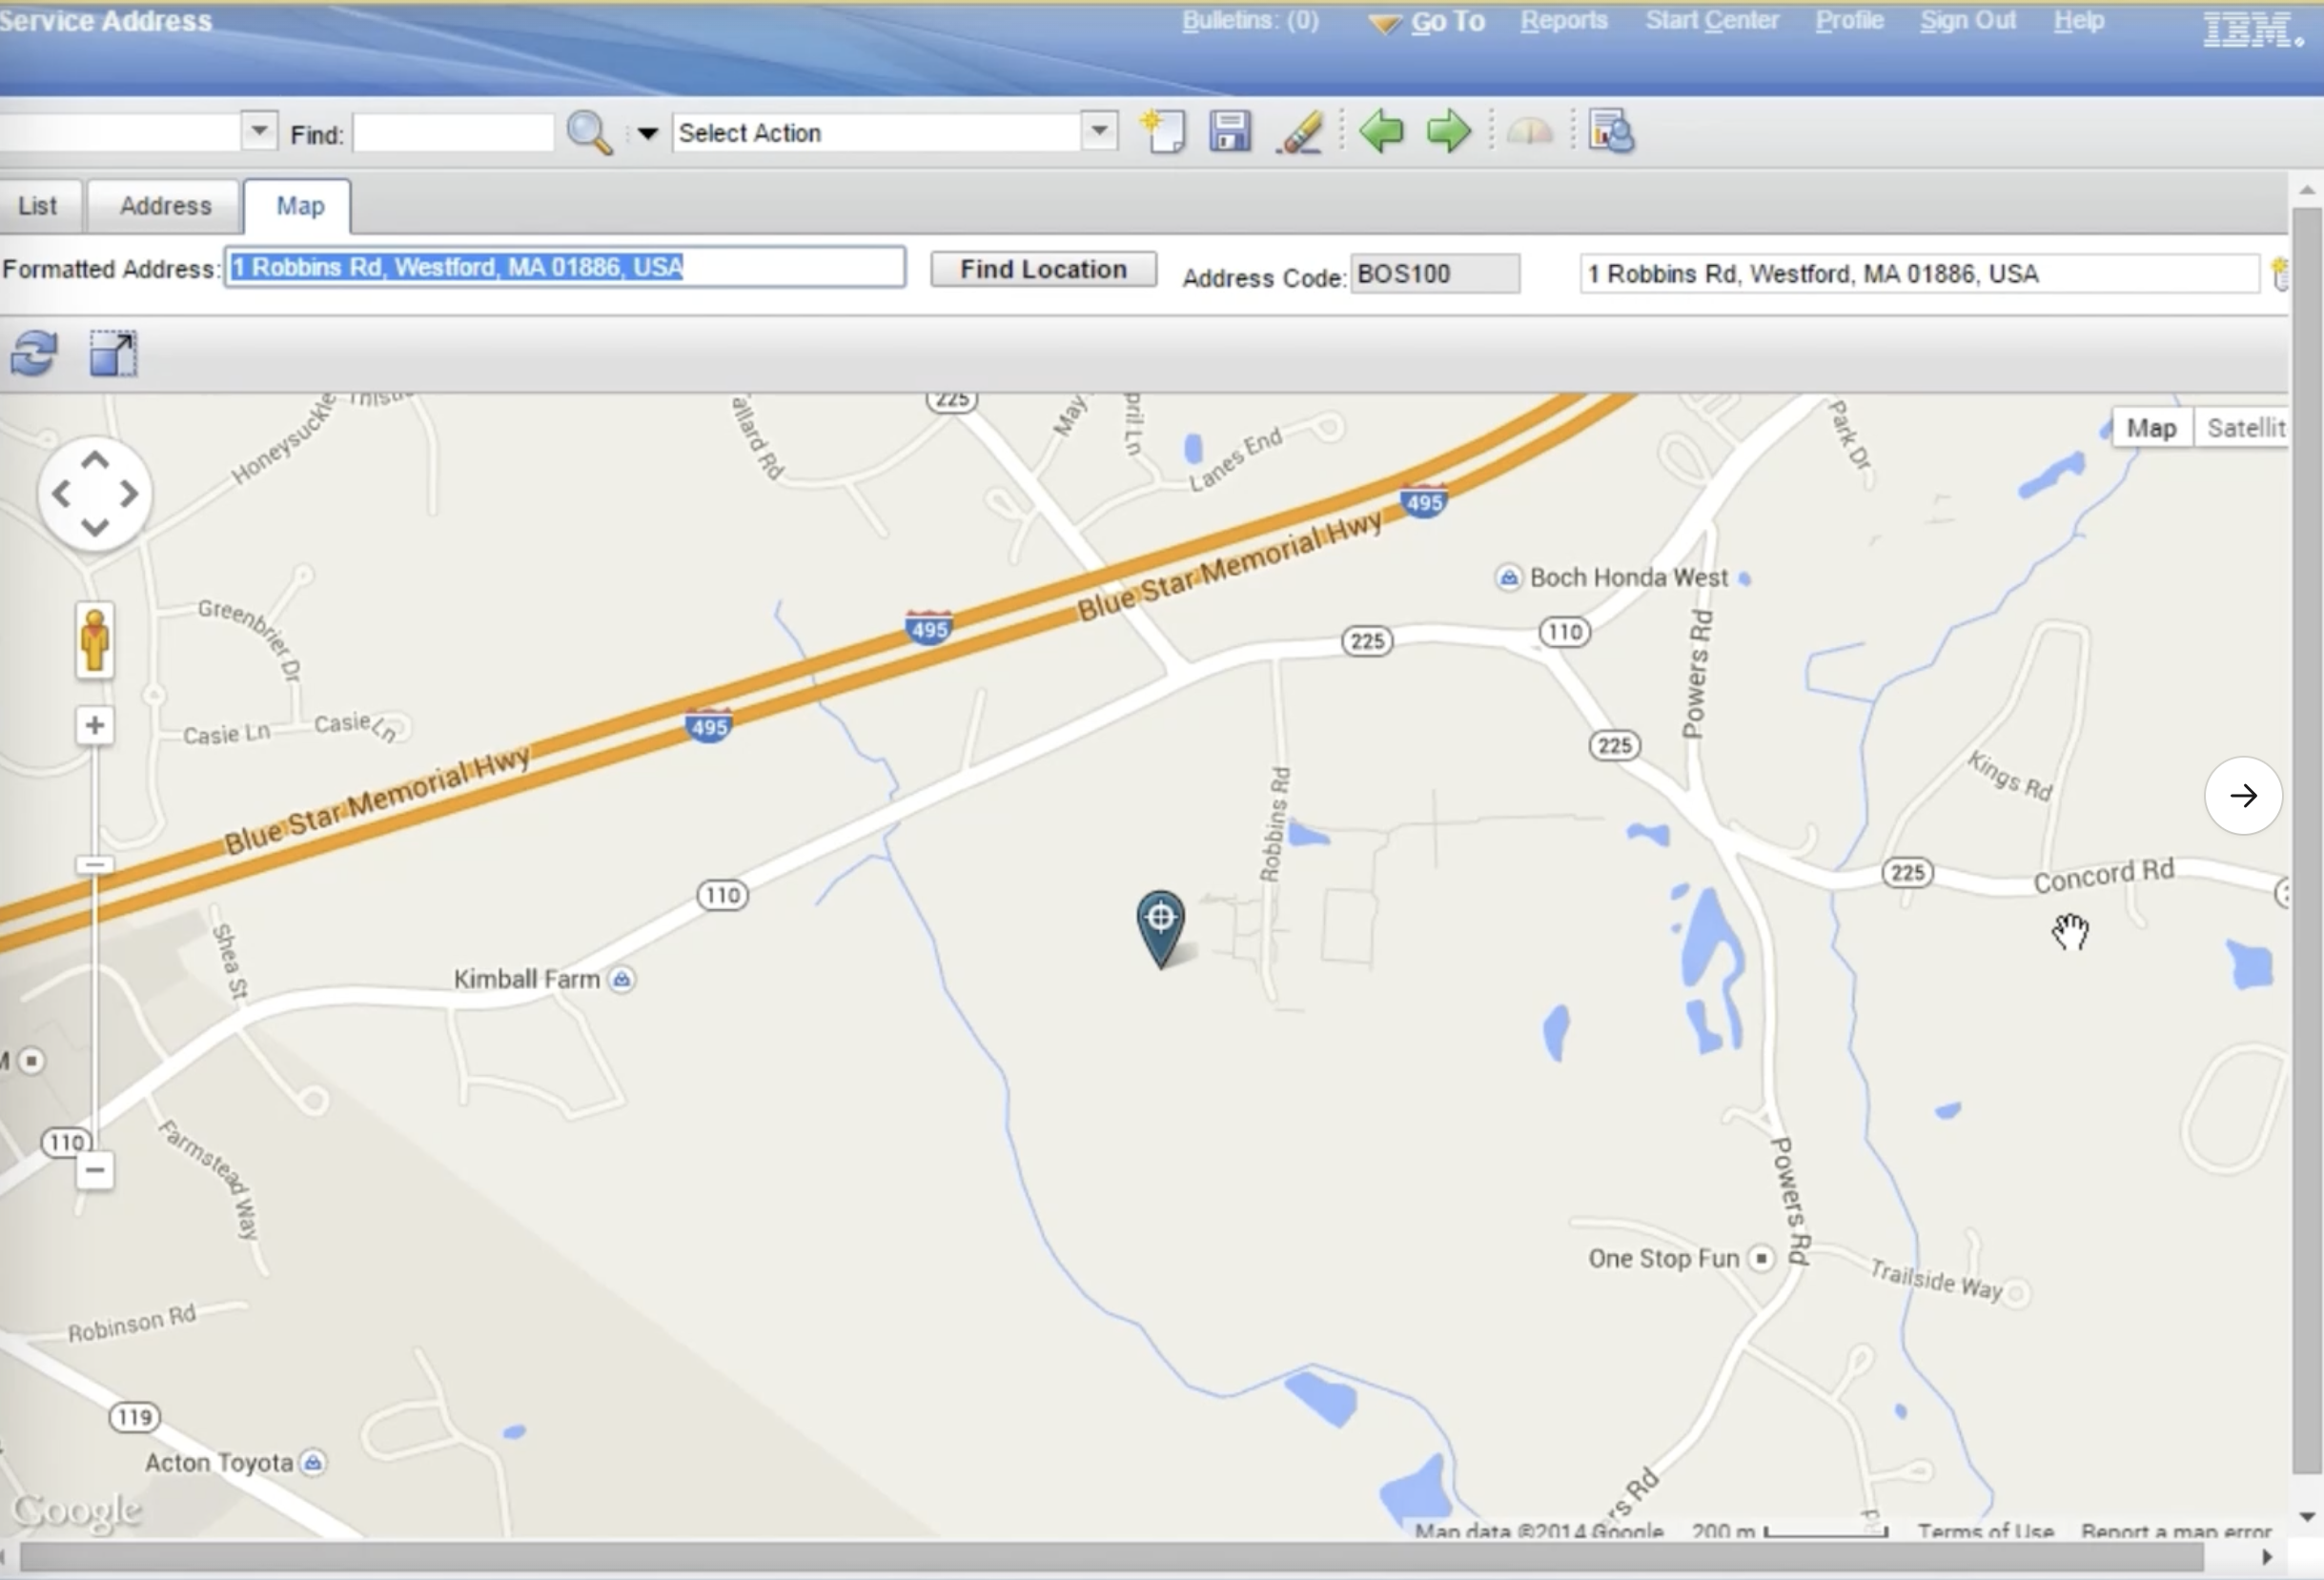 Service Address
Bulletins: (0) Go To Reports Start Center Profile Sign Out Help IBM.
Find: Select Action
List Address Map
Formatted Address: 1 Robbins Rd, Westford, MA 01886, USA Find Location Address Code: BOS100 1 Robbins Rd, Westford, MA 01886, USA
225
Honeysuckle
allard Rd
May
pril Ln
Lanes End
Park Dr
Map Satellit
495
Blue Star Memorial Hwy
Boch Honda West
Greenbrier Dr
495
225
110
Powers Rd
Casie Ln
Casie Ln
495
225
Blue Star Memorial Hwy
Robbins Rd
Kings Rd
110
225
Concord Rd
Shea St
Kimball Farm
M
110
Farmstead Way
Powers Rd
One Stop Fun
Trailside Way
Robinson Rd
119
Acton Toyota
ers Rd
Google
Map data ©2014 Google 200 m Terms of Use Report a map error